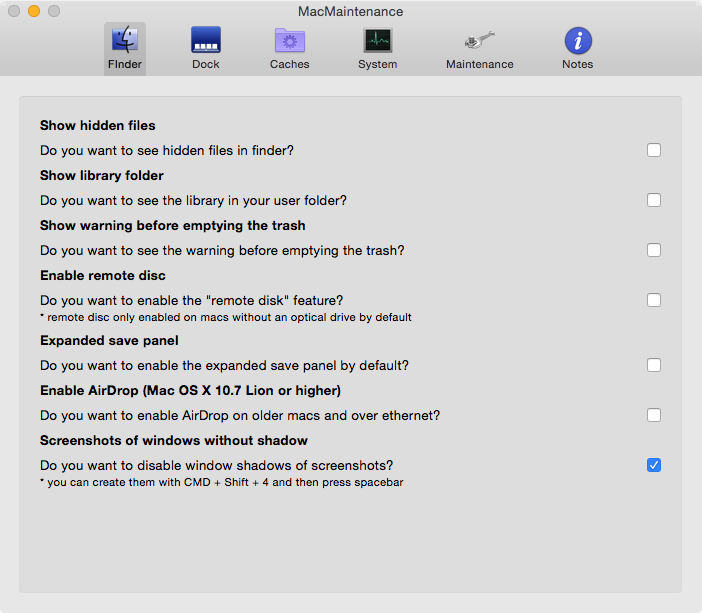 MacMaintenance
FInder
Dock
Caches
System
Maintenance
Notes
Show hidden files
Do you want to see hidden files in finder?
Show library folder
Do you want to see the library in your user folder?
Show warning before emptying the trash
Do you want to see the warning before emptying the trash?
Enable remote disc
Do you want to enable the "remote disk" feature?
* remote disc only enabled on macs without an optical drive by default
Expanded save panel
Do you want to enable the expanded save panel by default?
Enable AirDrop (Mac OS X 10.7 Lion or higher)
Do you want to enable AirDrop on older macs and over ethernet?
Screenshots of windows without shadow
Do you want to disable window shadows of screenshots?
* you can create them with CMD + Shift + 4 and then press spacebar